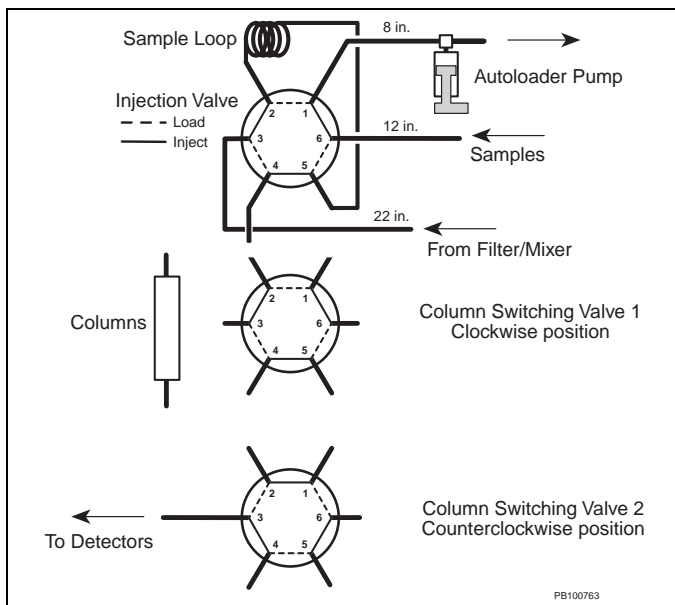 8 in.
Sample Loop
Autoloader Pump
Injection Valve
Load
Inject
2 1
3 6
4 5
12 in.
Samples
22 in.
From Filter/Mixer
Columns
2 1
3 6
4 5
Column Switching Valve 1
Clockwise position
2 1
3 6
4 5
Column Switching Valve 2
Counterclockwise position
To Detectors
PB100763